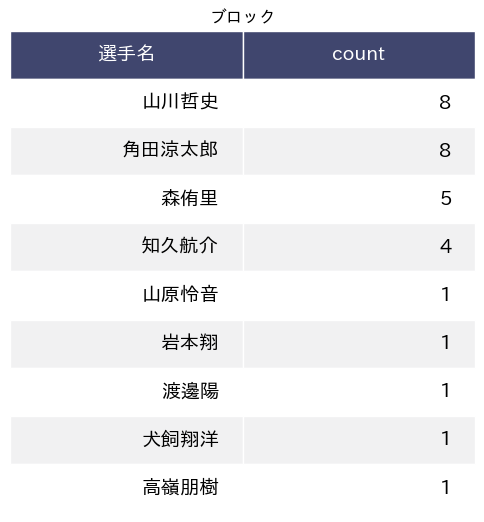 ブロック
選手名 count
山川哲史 8
角田涼太郎 8
森侑里 5
知久航介 4
山原怜音 1
岩本翔 1
渡邊陽 1
犬飼翔洋 1
高嶺朋樹 1